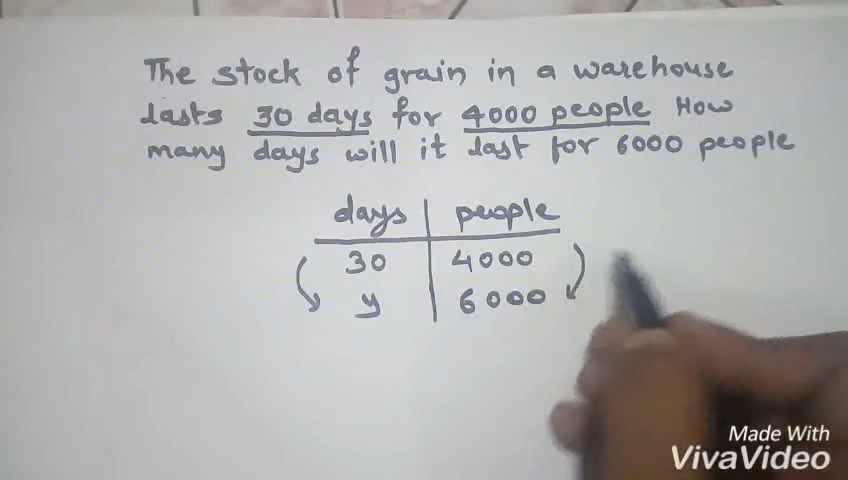 The stock of grain in a warehouse
lasts 30 days for 4000 people How
many days will it last for 6000 people
days people
30 4000
y 6000
Made With
VivaVideo